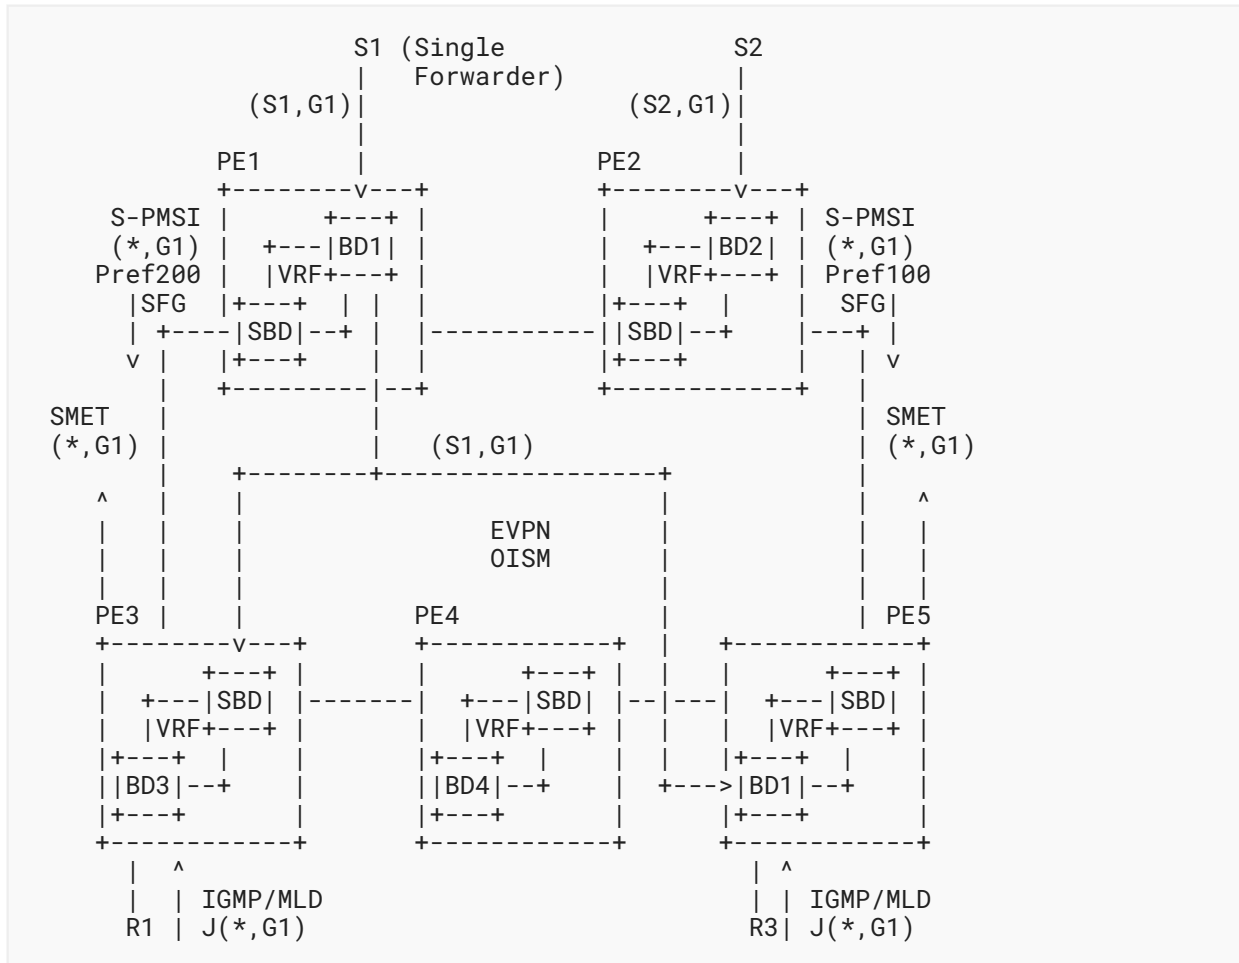 S1 (Single S2
Forwarder)
(S1,G1) (S2,G1)
PE1 PE2
S-PMSI S-PMSI
(*,G1) BD1 BD2 (*,G1)
Pref200 VRF VRF Pref100
SFG SFG
SBD SBD
SMET SMET
(*,G1) (S1,G1) (*,G1)
EVPN
OISM
PE3 PE4 PE5
SBD SBD SBD
VRF VRF VRF
BD3 BD4 BD1
IGMP/MLD IGMP/MLD
R1 J(*,G1) R3 J(*,G1)